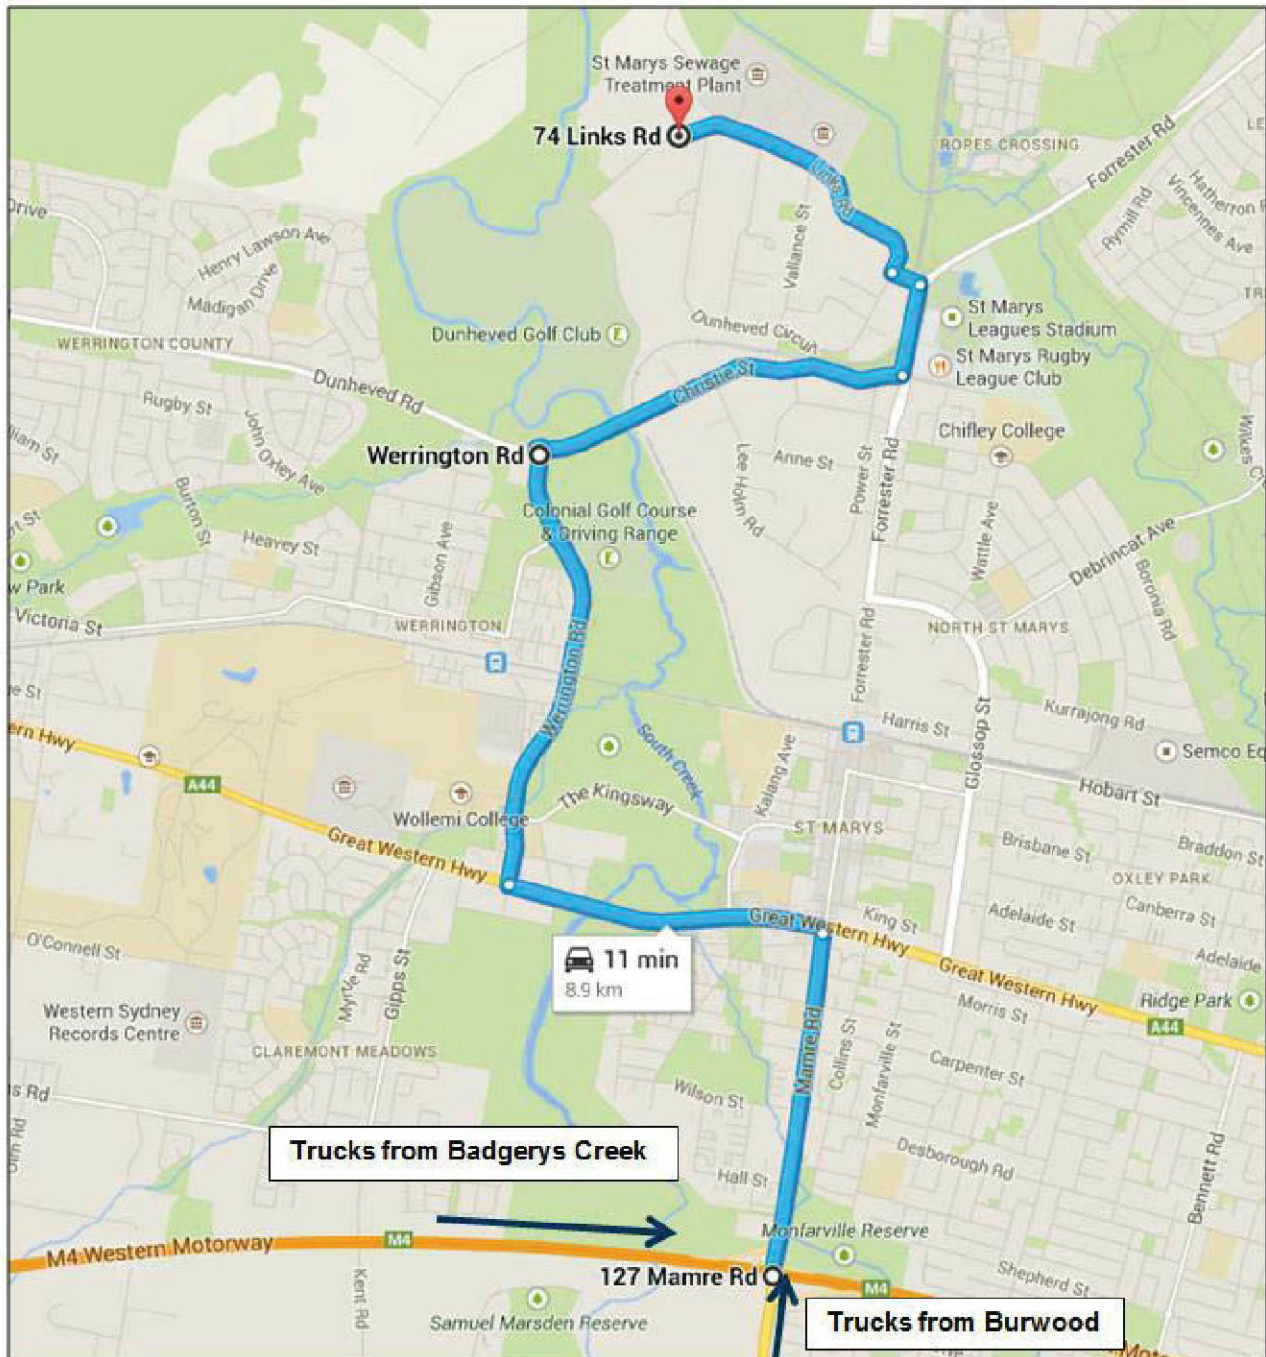 St Marys Sewage
Treatment Plant
74 Links Rd
Links Rd
ROPES CROSSING
Forrester Rd
Rymill Rd
Vincennes Ave
Drive
Henry Lawson Ave
Madigan Drive
Valliance St
St Marys
Leagues Stadium
Dunheved Golf Club
Dunheved Circuit
WERRINGTON COUNTY
St Marys Rugby
League Club
Dunheved Rd
Christie St
Rugby St
John Oxley Ave
Werrington Rd
Chifley College
Anne St
Power St
Forrester Rd
Lee Holm Rd
Burton St
Colonial Golf Course
& Driving Range
Heavey St
Gibson Ave
Wattle Ave
Debrincat Ave
Boronia Rd
w Park
Victoria St
WERRINGTON
NORTH ST MARYS
Werrington Rd
Forrester Rd
Glossop St
Kurrajong Rd
Harris St
ern Hwy
South Creek
Kalang Ave
Semco Eq
A44
Hobart St
The Kingsway
Wollemi College
ST MARYS
Great Western Hwy
Brisbane St
Braddon St
OXLEY PARK
King St
Adelaide St
Canberra St
Great Western Hwy
Great Western Hwy
Adelaide
O'Connell St
11 min
8.9 km
Myrve Rd
Gipps St
Morris St
Ridge Park
A44
Western Sydney
Records Centre
CLAREMONT MEADOWS
Mamre Rd
Collins St
Monfarville St
Carpenter St
Wilson St
Trucks from Badgerys Creek
Desborough Rd
Hall St
Bennett Rd
Monfarville Reserve
M4 Western Motorway
M4
127 Mamre Rd
M4
Shepherd St
Kent Rd
Samuel Marsden Reserve
Trucks from Burwood